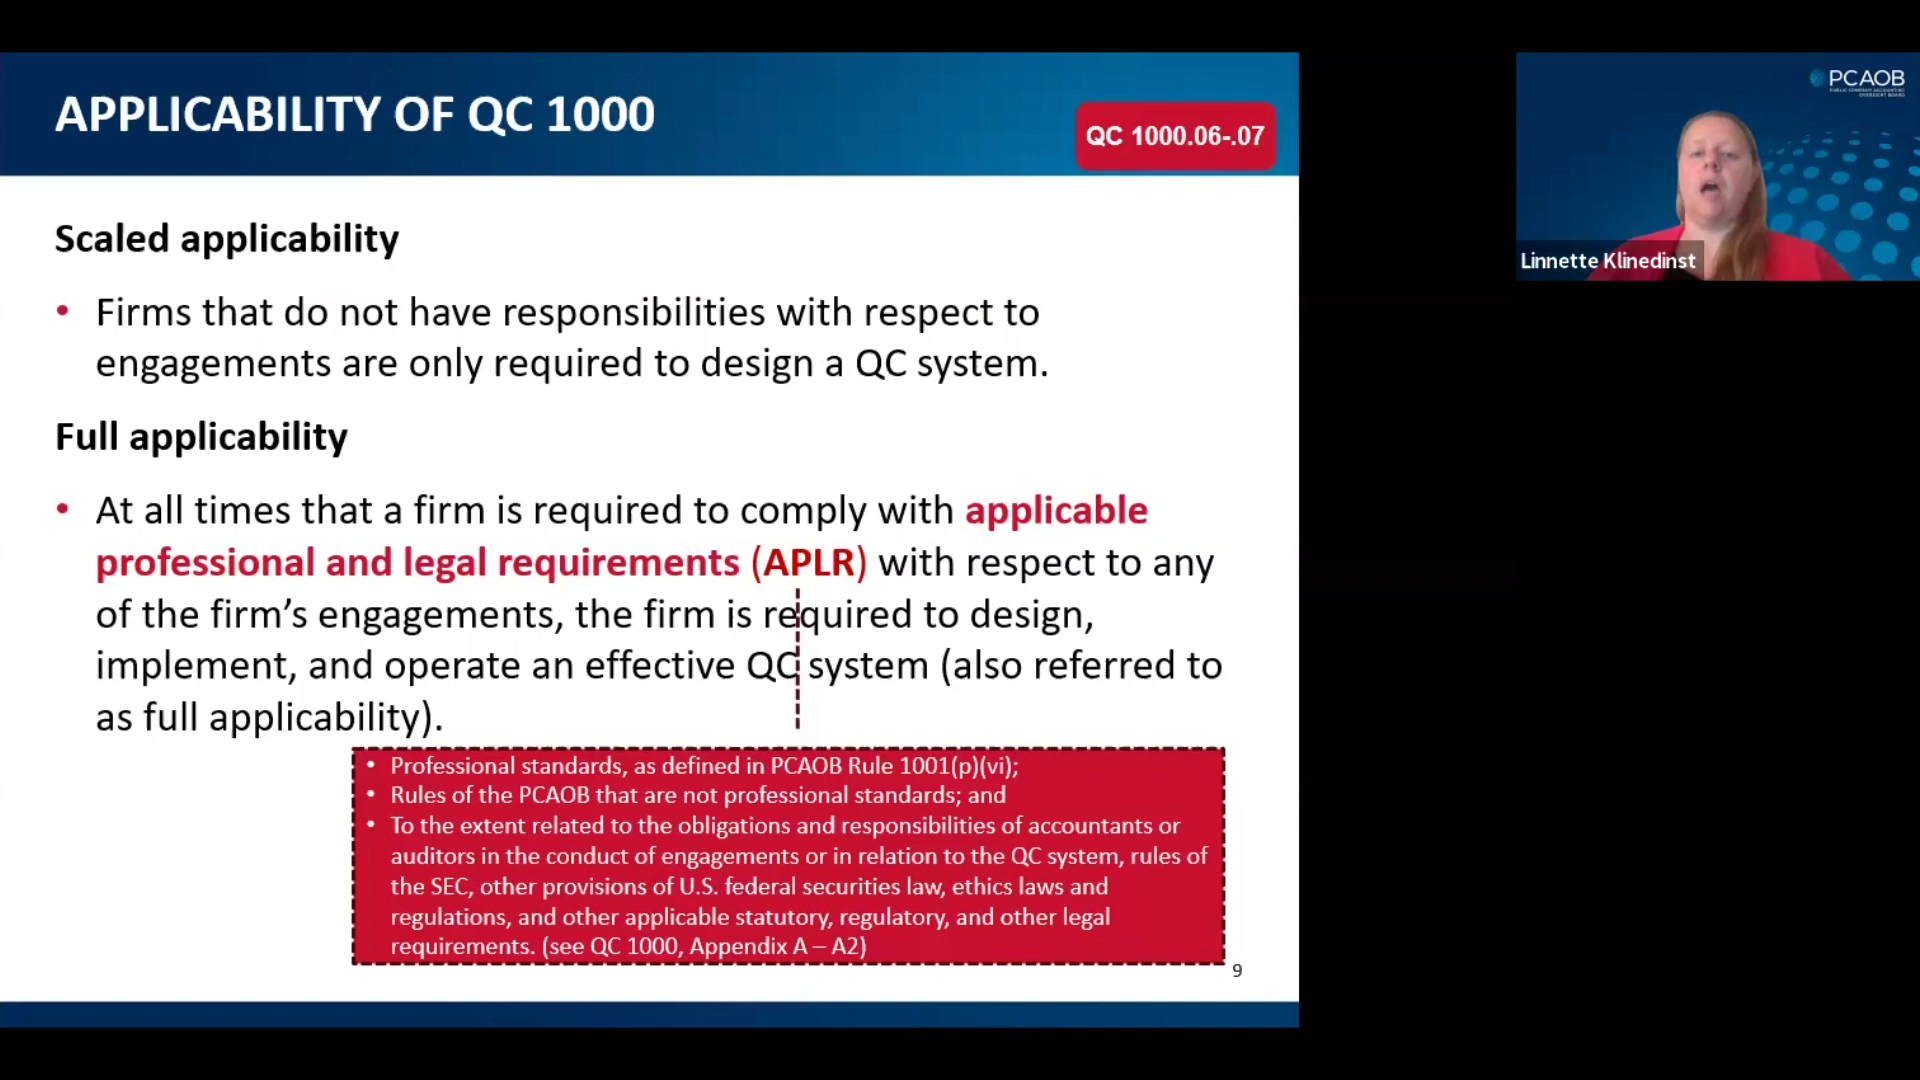 APPLICABILITY OF QC 1000
QC 1000.06-.07
Scaled applicability
• Firms that do not have responsibilities with respect to
engagements are only required to design a QC system.
Full applicability
• At all times that a firm is required to comply with applicable
professional and legal requirements (APLR) with respect to any
of the firm’s engagements, the firm is required to design,
implement, and operate an effective QC system (also referred to
as full applicability).
• Professional standards, as defined in PCAOB Rule 1001(p)(vi);
• Rules of the PCAOB that are not professional standards; and
• To the extent related to the obligations and responsibilities of accountants or
auditors in the conduct of engagements or in relation to the QC system, rules of
the SEC, other provisions of U.S. federal securities law, ethics laws and
regulations, and other applicable statutory, regulatory, and other legal
requirements. (see QC 1000, Appendix A – A2)
9
PCAOB
PUBLIC COMPANY ACCOUNTING
OVERSIGHT BOARD
Linnette Klinedinst